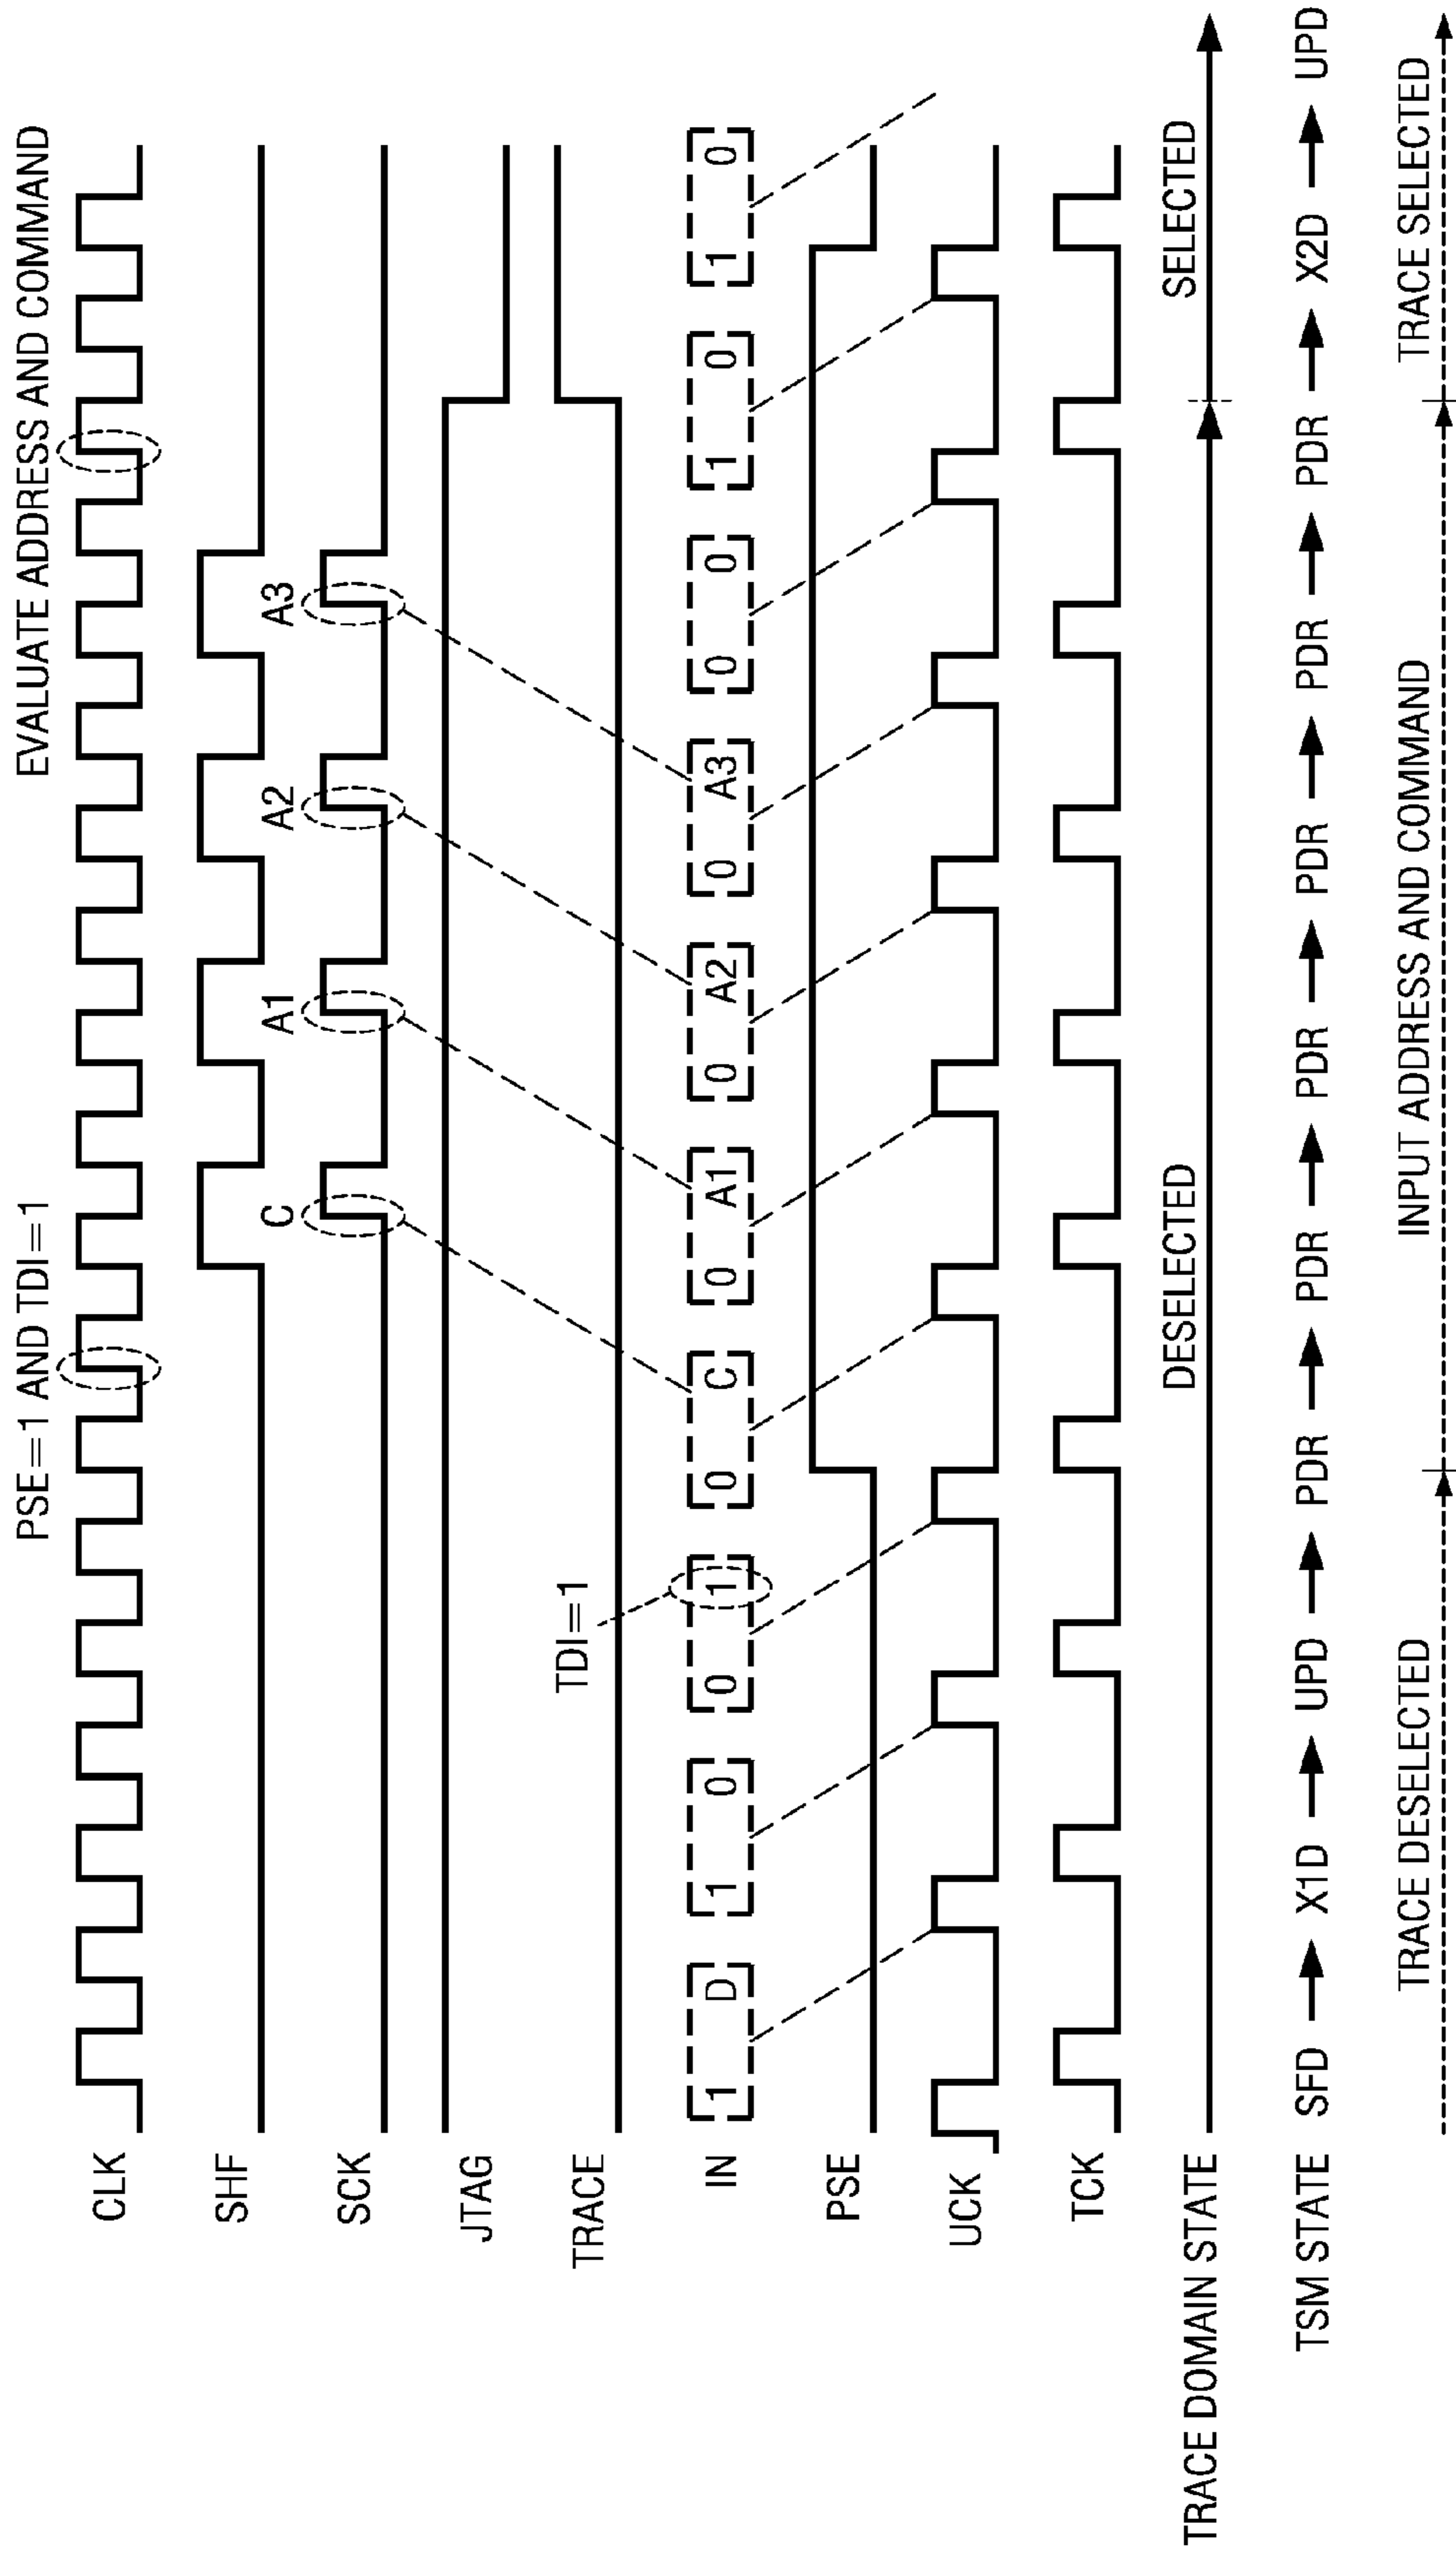 PSE=1 AND TDI=1 EVALUATE ADDRESS AND COMMAND
CLK
SHF
C A1 A2 A3
SCK
JTAG
TDI=1
TRACE
IN 1 D 1 0 0 1 0 C 0 A1 0 A2 0 A3 0 0 1 0 1 0
PSE
UCK
TCK
DESELECTED SELECTED
TRACE DOMAIN STATE
TSM STATE SFD → X1D → UPD → PDR → PDR → PDR → PDR → PDR → PDR → X2D → UPD
TRACE DESELECTED INPUT ADDRESS AND COMMAND TRACE SELECTED